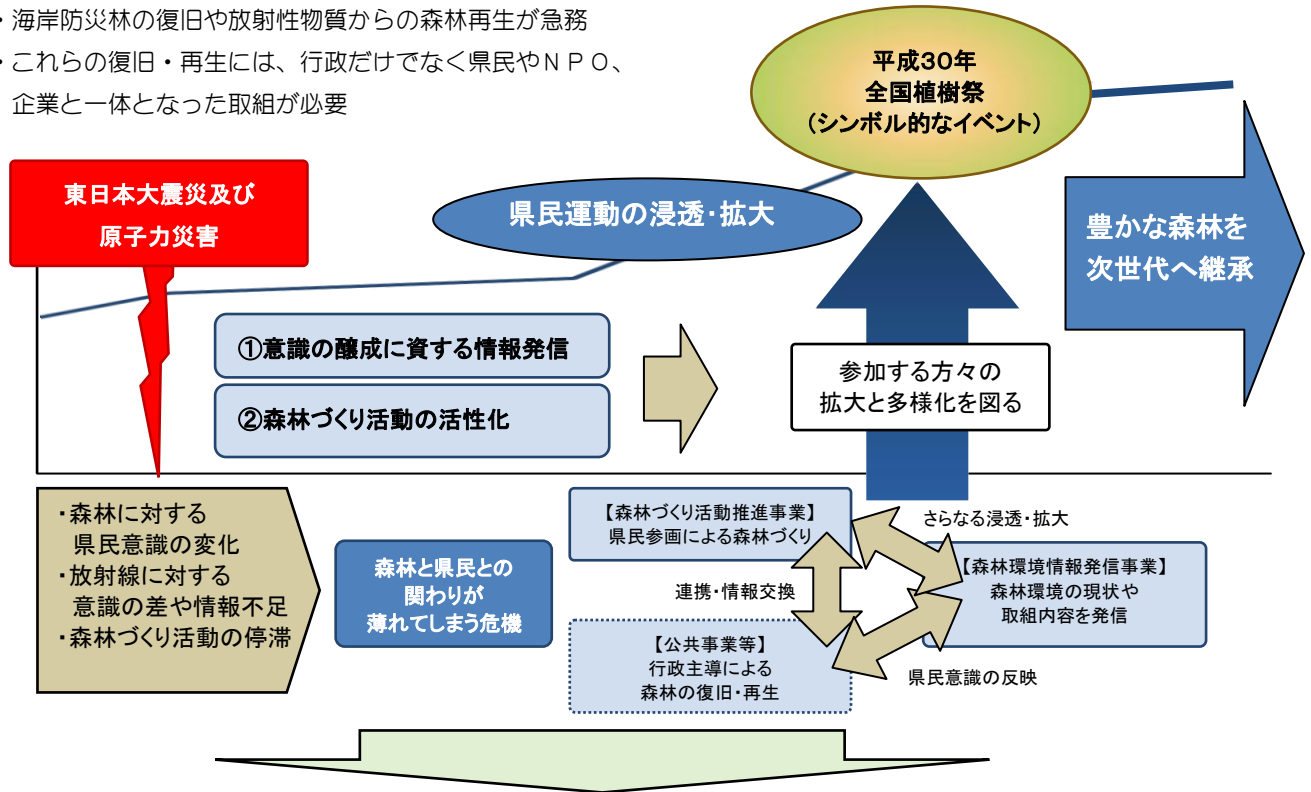 ・海岸防災林の復旧や放射性物質からの森林再生が急務
・これらの復旧・再生には、行政だけでなく県民やＮＰＯ、
企業と一体となった取組が必要
平成30年
全国植樹祭
(シンボル的なイベント)
東日本大震災及び
原子力災害
県民運動の浸透・拡大
豊かな森林を
次世代へ継承
①意識の醸成に資する情報発信
②森林づくり活動の活性化
参加する方々の
拡大と多様化を図る
・森林に対する
県民意識の変化
・放射線に対する
意識の差や情報不足
・森林づくり活動の停滞
森林と県民との
関わりが
薄れてしまう危機
【森林づくり活動推進事業】
県民参画による森林づくり
さらなる浸透・拡大
連携・情報交換
【森林環境情報発信事業】
森林環境の現状や
取組内容を発信
【公共事業等】
行政主導による
森林の復旧・再生
県民意識の反映